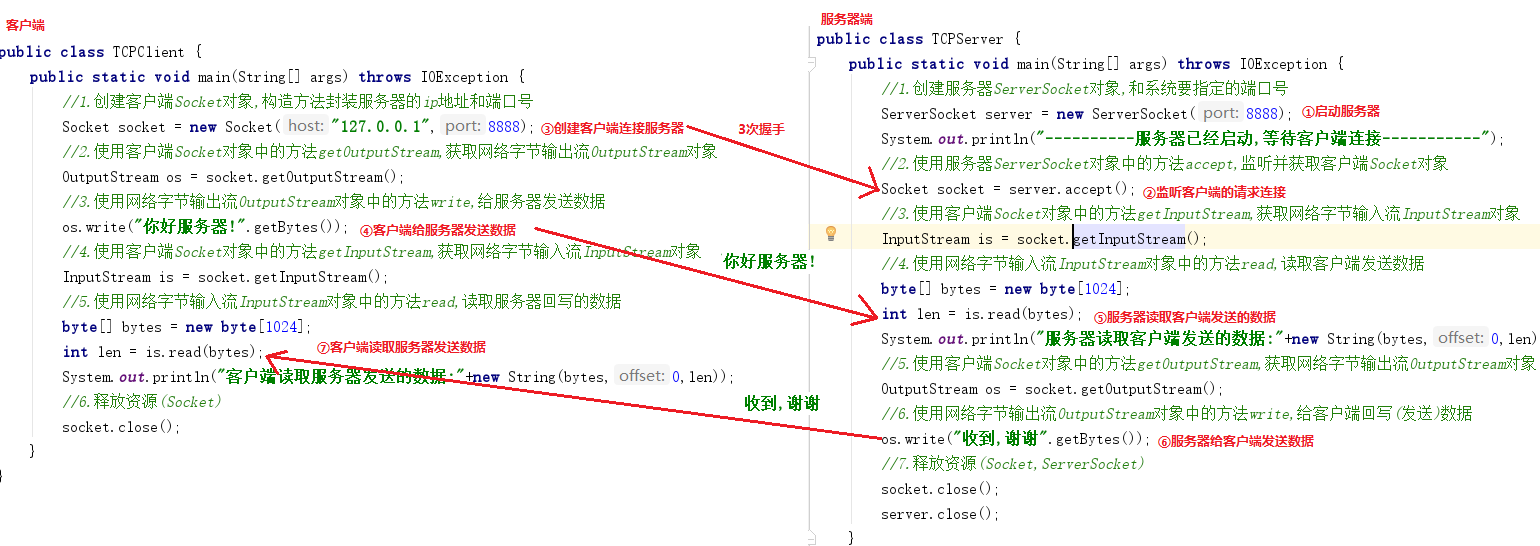 客户端
public class TCPClient {
public static void main(String[] args) throws IOException {
//1.创建客户端Socket对象,构造方法封装服务器的ip地址和端口号
Socket socket = new Socket( host: "127.0.0.1", port: 8888); ③创建客户端连接服务器
//2.使用客户端Socket对象中的方法getOutputStream,获取网络字节输出流OutputStream对象
OutputStream os = socket.getOutputStream();
//3.使用网络字节输出流OutputStream对象中的方法write,给服务器发送数据
os.write("你好服务器!".getBytes()); ④客户端给服务器发送数据
//4.使用客户端Socket对象中的方法getInputStream,获取网络字节输入流InputStream对象
InputStream is = socket.getInputStream();
//5.使用网络字节输入流InputStream对象中的方法read,读取服务器回写的数据
byte[] bytes = new byte[1024];
int len = is.read(bytes); ⑦客户端读取服务器发送数据
System.out.println("客户端读取服务器发送的数据:"+new String(bytes, offset: 0,len));
//6.释放资源(Socket)
socket.close();
}
}
3次握手
你好服务器!
收到,谢谢
服务器端
public class TCPServer {
public static void main(String[] args) throws IOException {
//1.创建服务器ServerSocket对象,和系统要指定的端口号
ServerSocket server = new ServerSocket( port: 8888); ①启动服务器
System.out.println("----------服务器已经启动,等待客户端连接-----------");
//2.使用服务器ServerSocket对象中的方法accept,监听并获取客户端Socket对象
Socket socket = server.accept(); ②监听客户端的请求连接
//3.使用客户端Socket对象中的方法getInputStream,获取网络字节输入流InputStream对象
InputStream is = socket.getInputStream();
//4.使用网络字节输入流InputStream对象中的方法read,读取客户端发送数据
byte[] bytes = new byte[1024];
int len = is.read(bytes); ⑤服务器读取客户端发送的数据
System.out.println("服务器读取客户端发送的数据:"+new String(bytes, offset: 0,len)
//5.使用客户端Socket对象中的方法getOutputStream,获取网络字节输出流OutputStream对象
OutputStream os = socket.getOutputStream();
//6.使用网络字节输出流OutputStream对象中的方法write,给客户端回写(发送)数据
os.write("收到,谢谢".getBytes()); ⑥服务器给客户端发送数据
//7.释放资源(Socket,ServerSocket)
socket.close();
server.close();
}